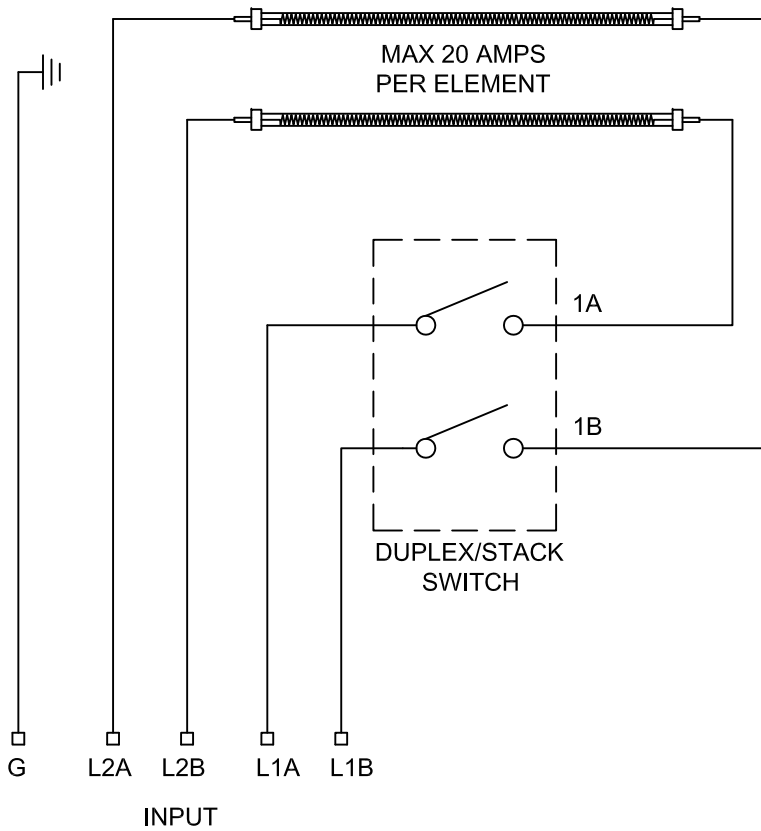 MAX 20 AMPS
PER ELEMENT
1A
1B
DUPLEX/STACK
SWITCH
G
L2A
L2B
L1A
L1B
INPUT